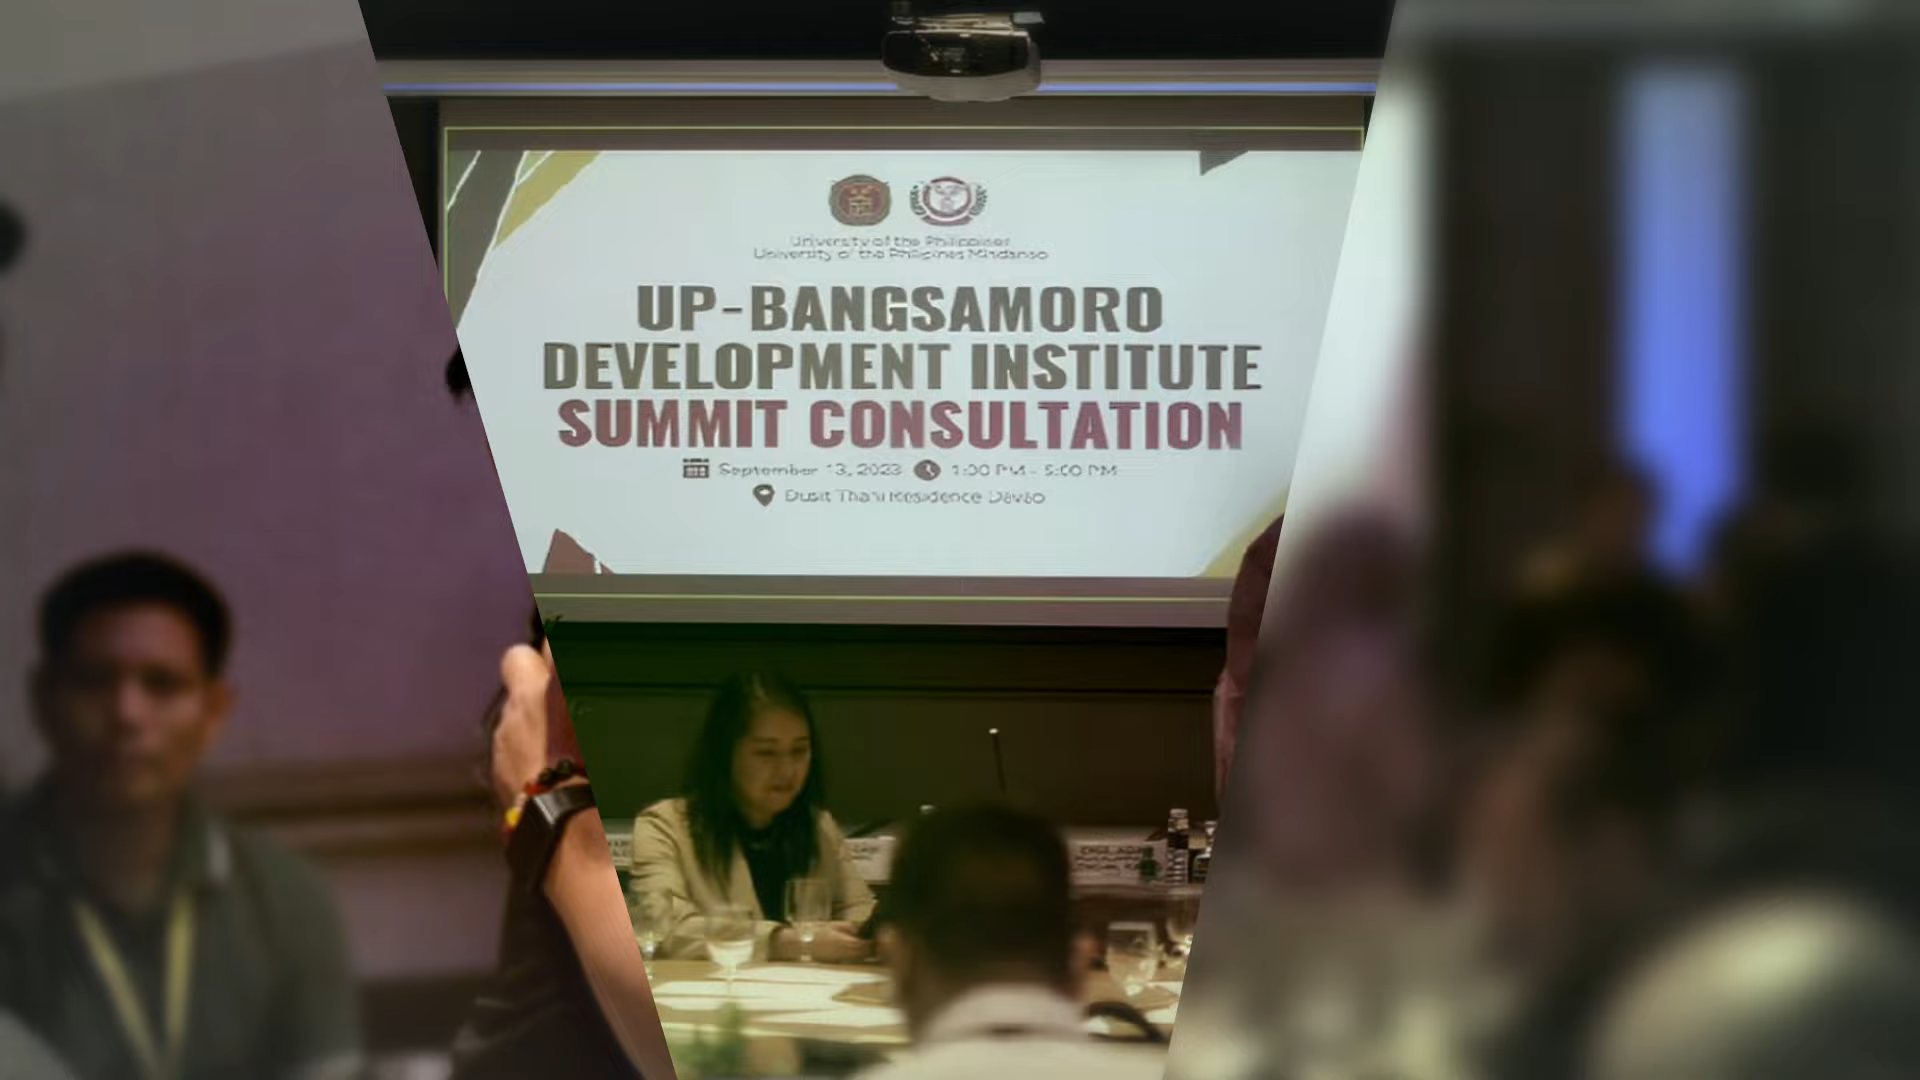 University of the Philippines
University of the Philippines Mindanao
UP-BANGSAMORO
DEVELOPMENT INSTITUTE
SUMMIT CONSULTATION
September 13, 2023 1:00 PM - 5:00 PM
Dusit Thani Residence Davao